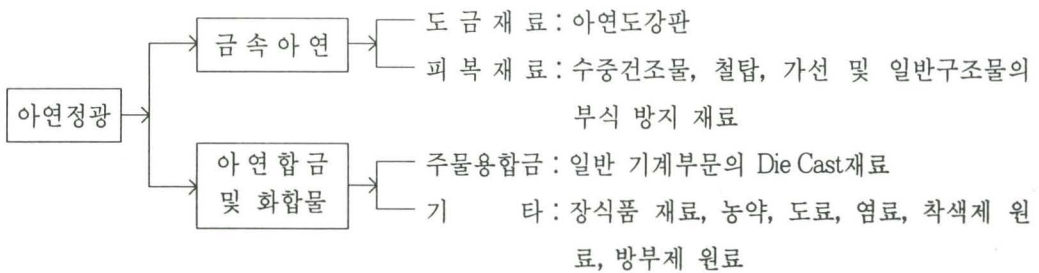 아연정광
금 속 아 연
도 금 재 료 : 아연도강판
피 복 재 료 : 수중건조물, 철탑, 가선 및 일반구조물의
부식 방지 재료
아 연 합 금
및 화합물
주물용합금 : 일반 기계부문의 Die Cast재료
기 타 : 장식품 재료, 농약, 도료, 염료, 착색제 원
료, 방부제 원료